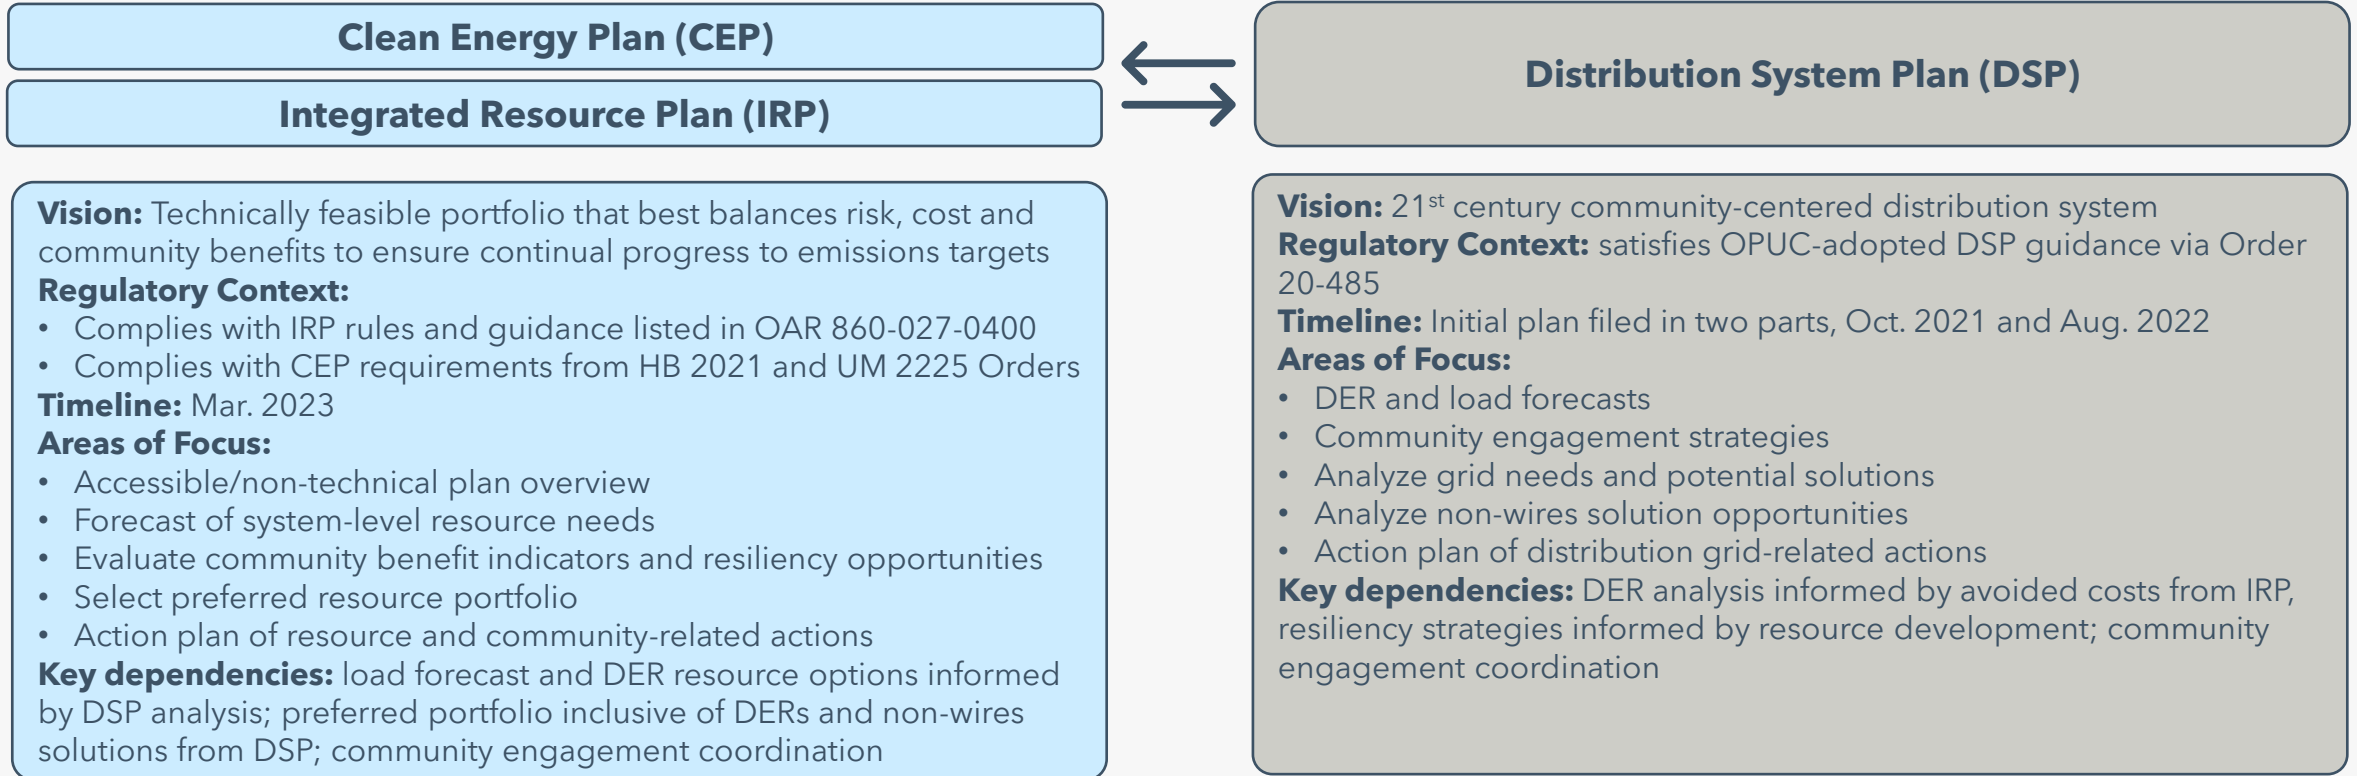 Clean Energy Plan (CEP)
Integrated Resource Plan (IRP)
Distribution System Plan (DSP)
Vision: Technically feasible portfolio that best balances risk, cost and
community benefits to ensure continual progress to emissions targets
Regulatory Context:
• Complies with IRP rules and guidance listed in OAR 860-027-0400
• Complies with CEP requirements from HB 2021 and UM 2225 Orders
Timeline: Mar. 2023
Areas of Focus:
• Accessible/non-technical plan overview
• Forecast of system-level resource needs
• Evaluate community benefit indicators and resiliency opportunities
• Select preferred resource portfolio
• Action plan of resource and community-related actions
Key dependencies: load forecast and DER resource options informed
by DSP analysis; preferred portfolio inclusive of DERs and non-wires
solutions from DSP; community engagement coordination
Vision: 21st century community-centered distribution system
Regulatory Context: satisfies OPUC-adopted DSP guidance via Order
20-485
Timeline: Initial plan filed in two parts, Oct. 2021 and Aug. 2022
Areas of Focus:
• DER and load forecasts
• Community engagement strategies
• Analyze grid needs and potential solutions
• Analyze non-wires solution opportunities
• Action plan of distribution grid-related actions
Key dependencies: DER analysis informed by avoided costs from IRP,
resiliency strategies informed by resource development; community
engagement coordination